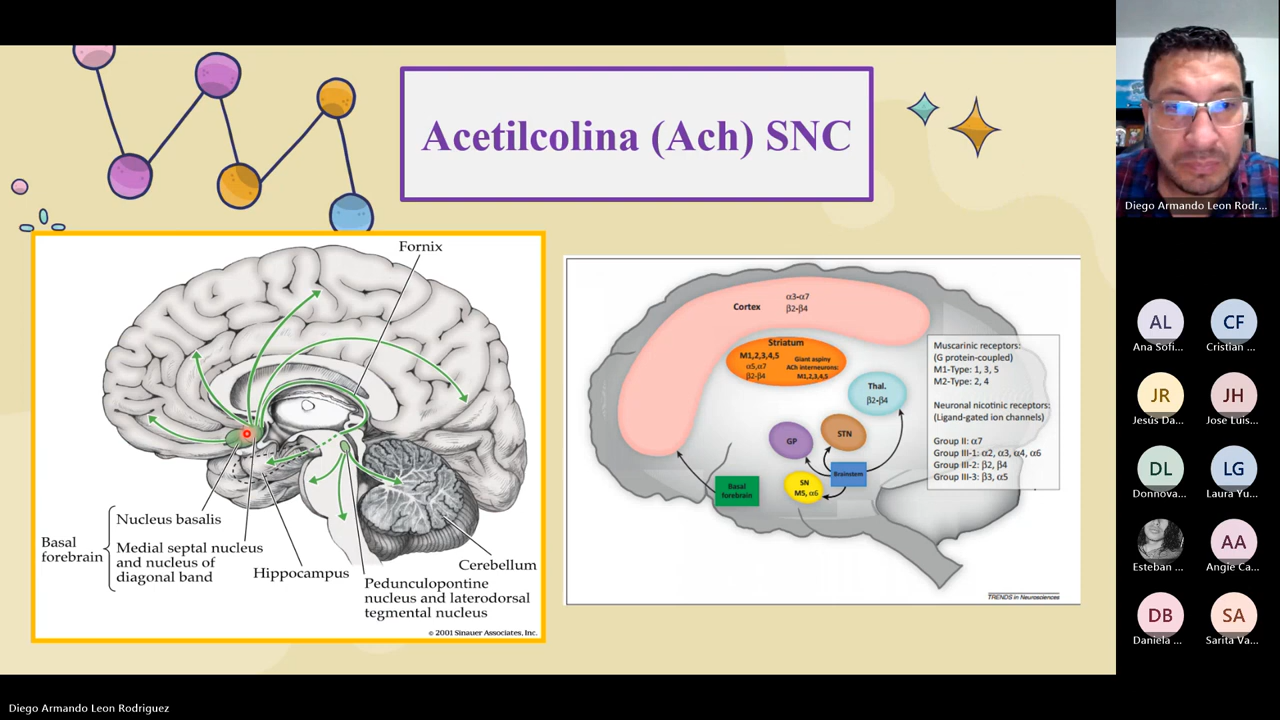 Acetilcolina (Ach) SNC
Fornix
Nucleus basalis
Basal
forebrain
Medial septal nucleus
and nucleus of
diagonal band
Hippocampus
Cerebellum
Pedunculopontine
nucleus and laterodorsal
tegmental nucleus
© 2001 Sinauer Associates, Inc.
Cortex
α3-α7
β2-β4
Striatum
M1,2,3,4,5
α5,α7
β2-β4
Giant aspiny
ACh interneurons:
M1,2,3,4,5
Thal.
β2-β4
GP
STN
Brainstem
SN
M5, α6
Basal
forebrain
Muscarinic receptors:
(G protein-coupled)
M1-Type: 1, 3, 5
M2-Type: 2, 4
Neuronal nicotinic receptors:
(Ligand-gated ion channels)
Group II: α7
Group III-1: α2, α3, α4, α6
Group III-2: β2, β4
Group III-3: β3, α5
TRENDS in Neurosciences
Diego Armando Leon Rodr...
AL
CF
Ana Sofi...
Cristian ...
JR
JH
Jesús Da...
Jose Luis...
DL
LG
Donnova...
Laura Yu...
AA
Esteban ...
Angie Ca...
DB
SA
Daniela ...
Sarita Va...
Diego Armando Leon Rodriguez